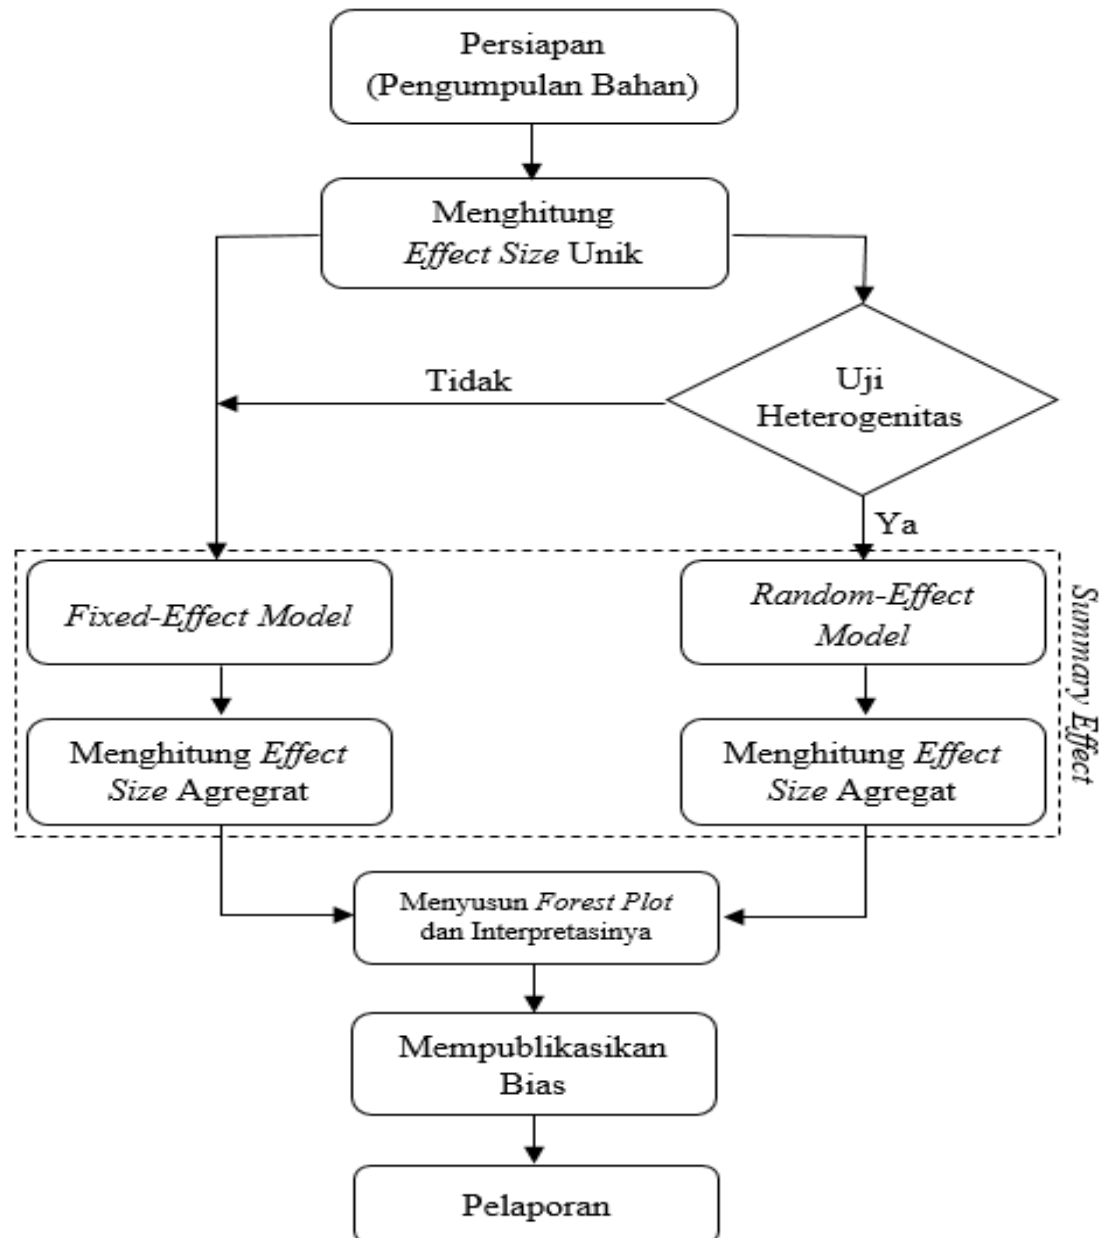 Persiapan
(Pengumpulan Bahan)
Menghitung
Effect Size Unik
Tidak
Uji
Heterogenitas
Ya
Fixed-Effect Model
Random-Effect
Model
Summary Effect
Menghitung Effect
Size Agregrat
Menghitung Effect
Size Agregat
Menyusun Forest Plot
dan Interpretasinya
Mempublikasikan
Bias
Pelaporan